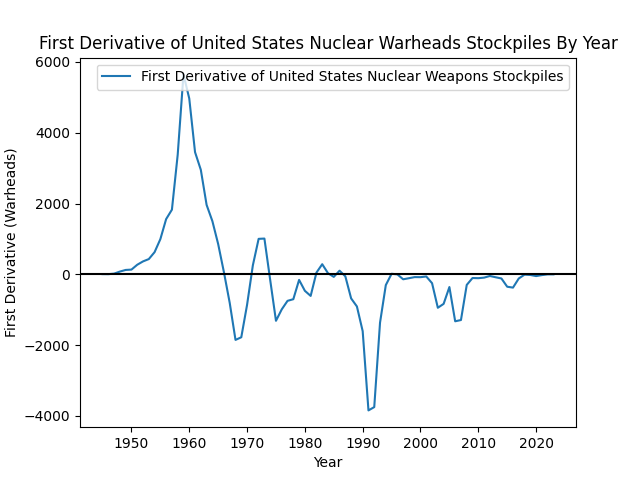 First Derivative of United States Nuclear Warheads Stockpiles By Year
First Derivative of United States Nuclear Weapons Stockpiles
First Derivative (Warheads)
6000
4000
2000
0
−2000
−4000
1950 1960 1970 1980 1990 2000 2010 2020
Year